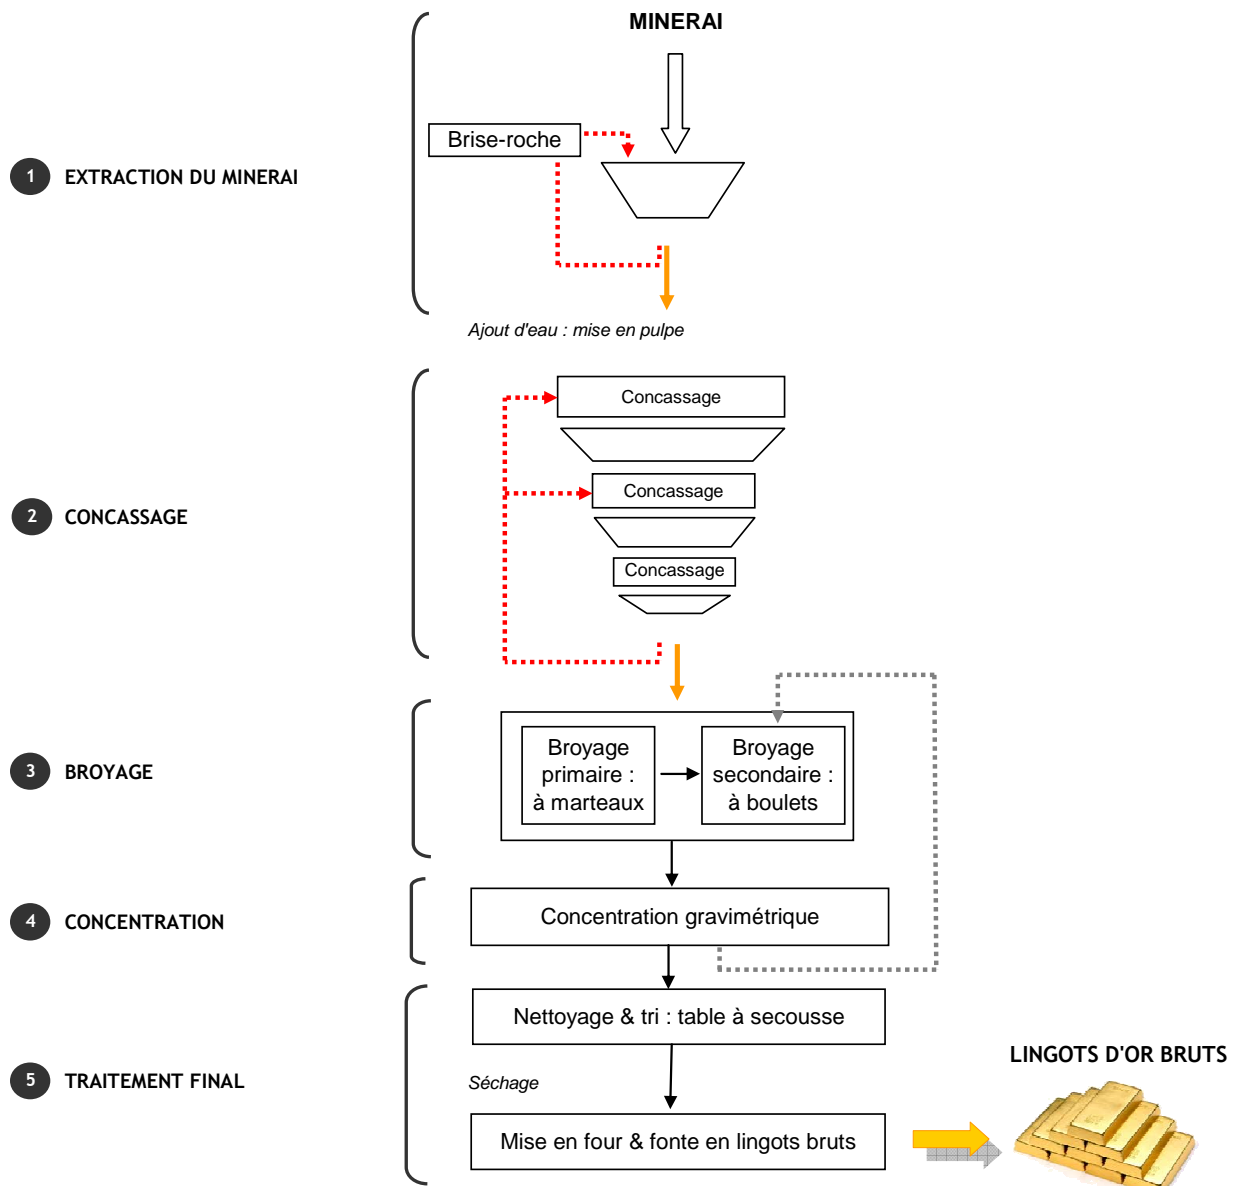 MINERAI
Brise-roche
1 EXTRACTION DU MINERAI
Ajout d'eau : mise en pulpe
Concassage
Concassage
2 CONCASSAGE
Concassage
Broyage
primaire :
à marteaux
Broyage
secondaire :
à boulets
3 BROYAGE
4 CONCENTRATION
Concentration gravimétrique
Nettoyage & tri : table à secousse
LINGOTS D'OR BRUTS
5 TRAITEMENT FINAL
Séchage
Mise en four & fonte en lingots bruts